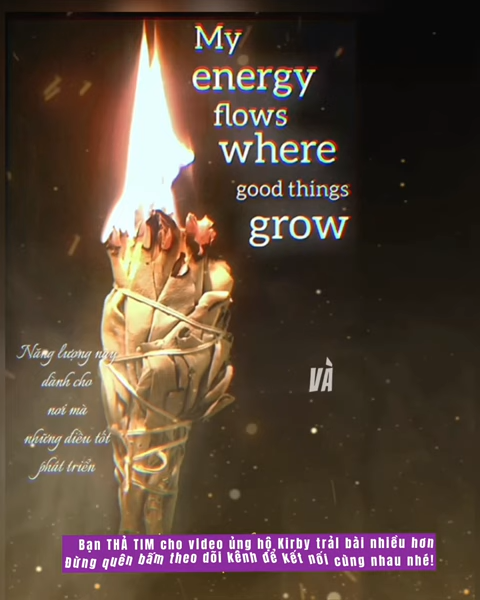 My
energy
flows
where
good things
grow
Năng lượng này
dành cho
nơi mà
những điều tốt
phát triển
VÀ
Bạn THẢ TIM cho video ủng hộ Kirby trải bài nhiều hơn
Đừng quên bấm theo dõi kênh để kết nối cùng nhau nhé!